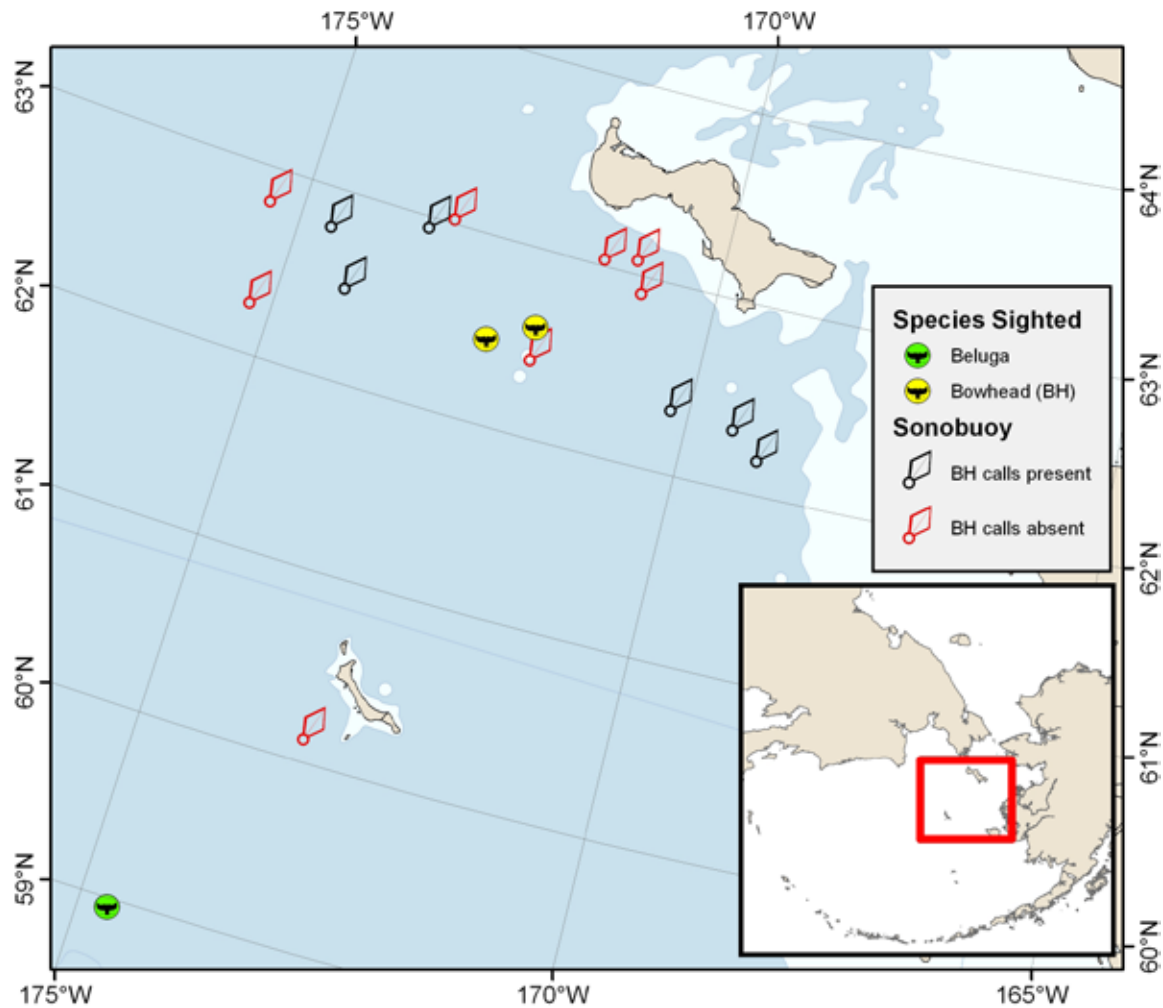 175°W
170°W
63°N
62°N
61°N
60°N
59°N
64°N
63°N
62°N
61°N
60°N
Species Sighted
Beluga
Bowhead (BH)
Sonobuoy
BH calls present
BH calls absent
175°W
170°W
165°W